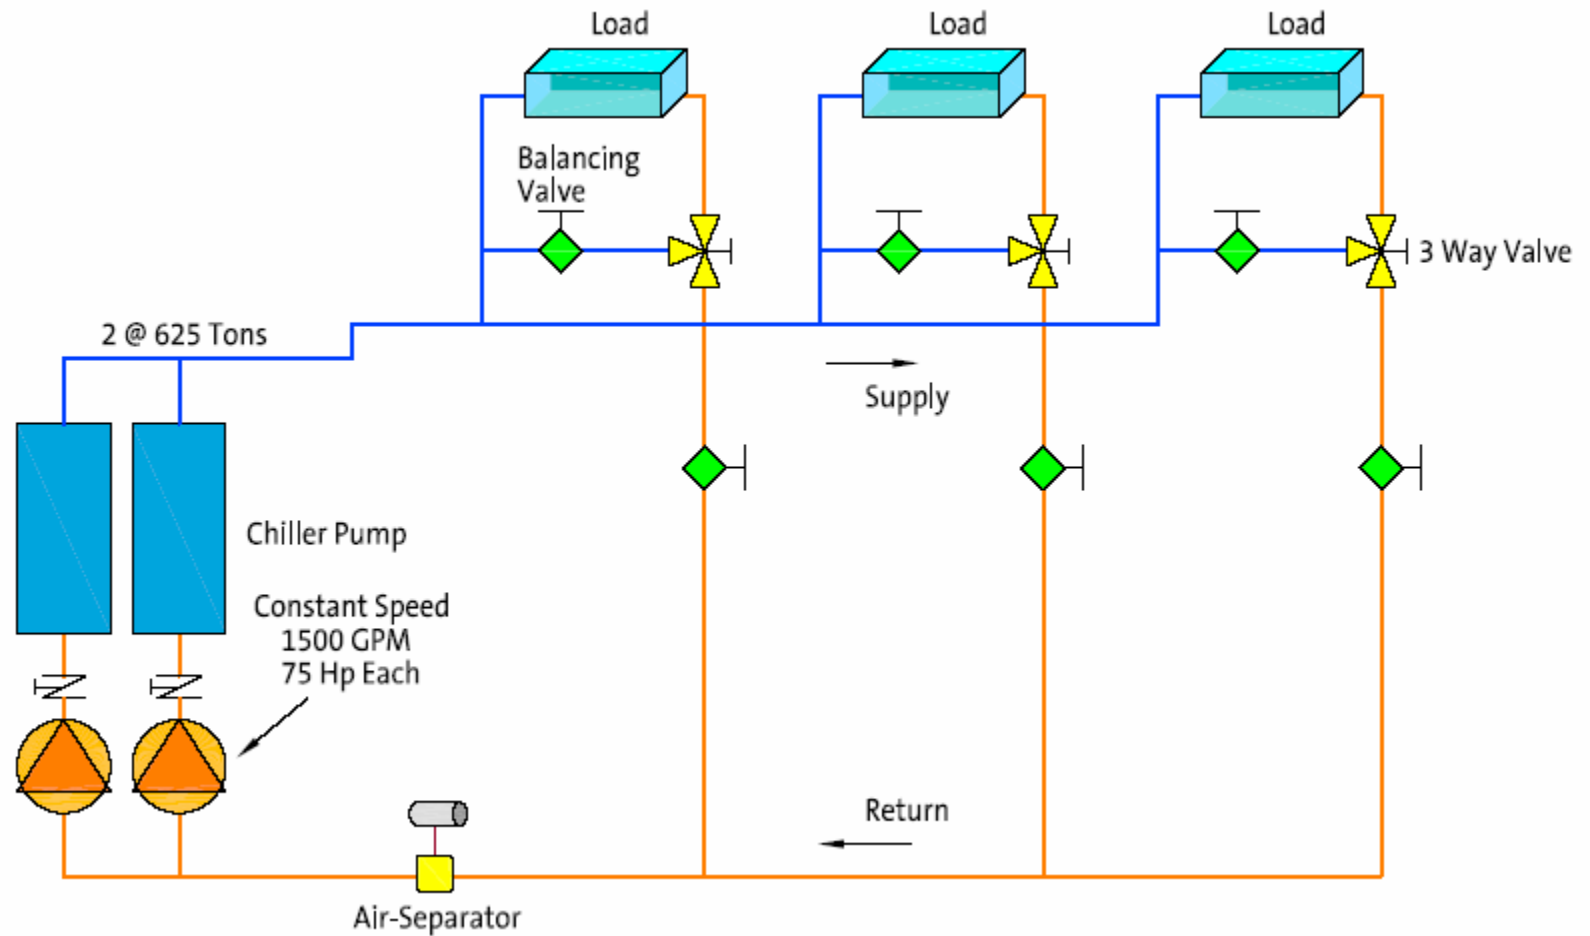 Load
Load
Load
Balancing
Valve
3 Way Valve
2 @ 625 Tons
Supply
Chiller Pump
Constant Speed
1500 GPM
75 Hp Each
Return
Air-Separator